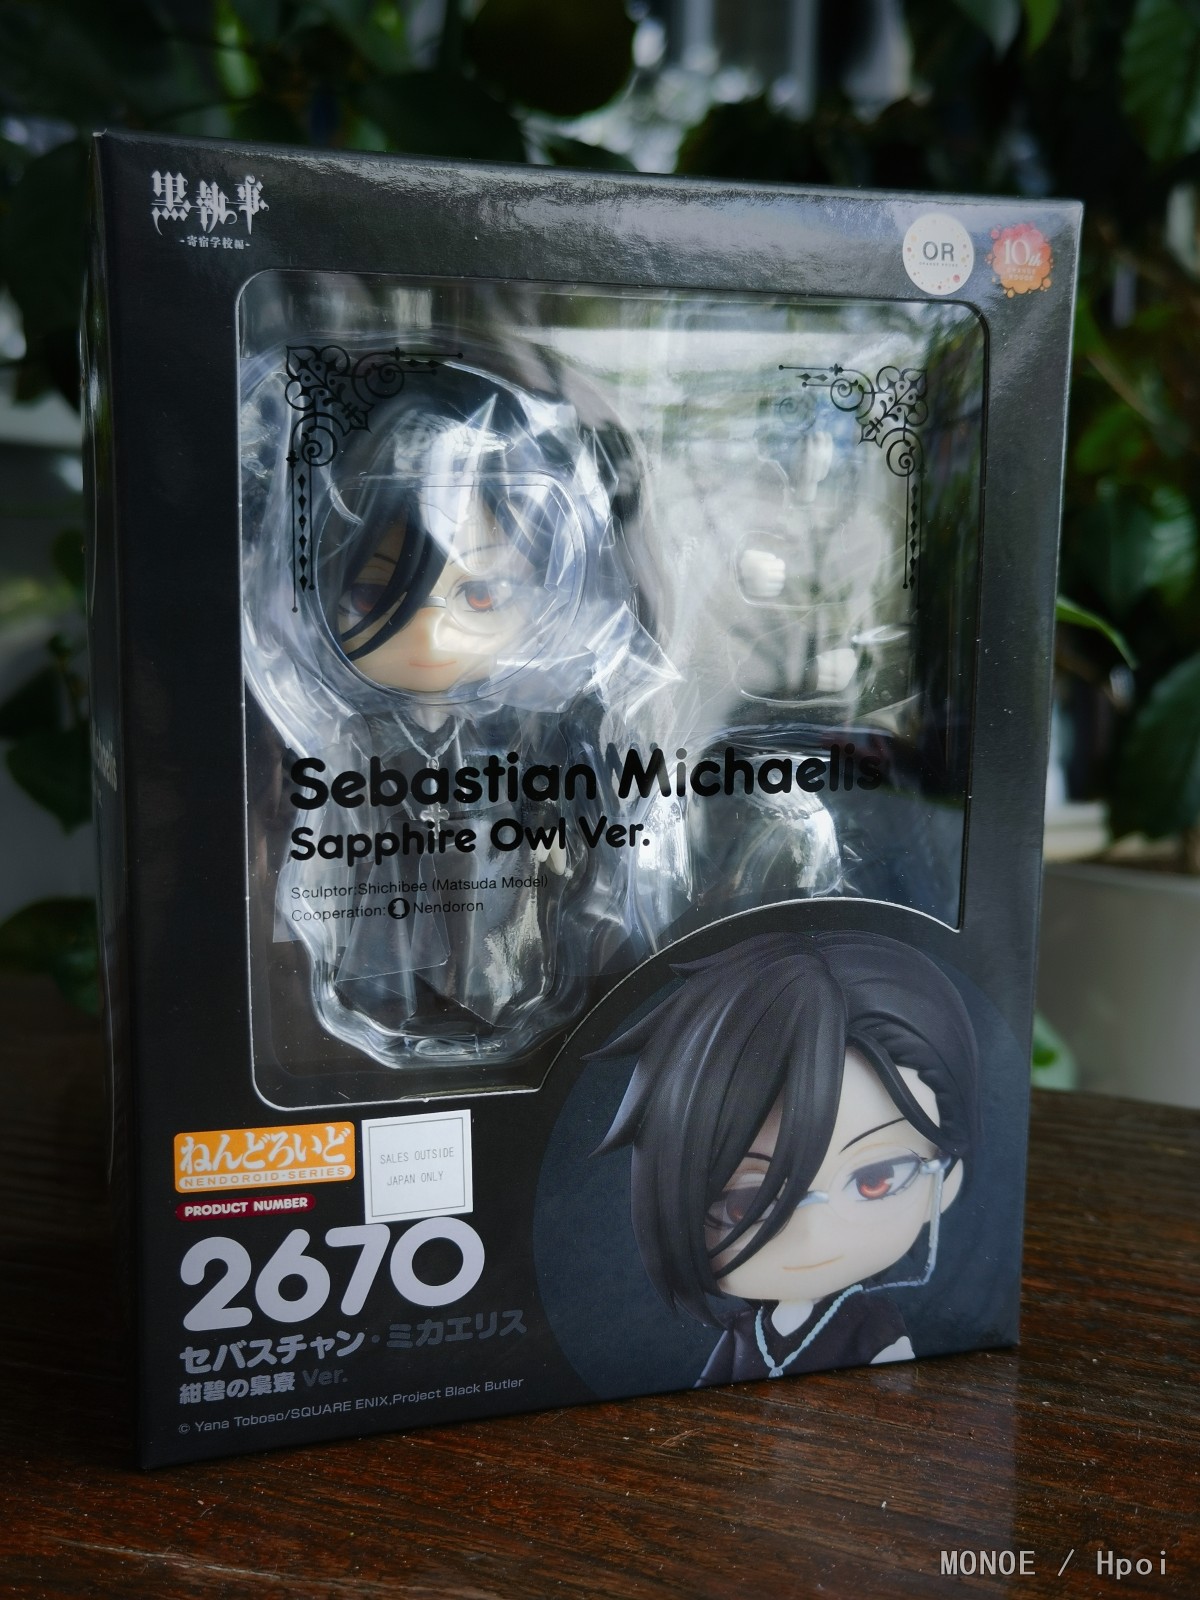 黒執事
-寄宿学校編-
OR
10th
Sebastian Michaelis
Sapphire Owl Ver.
Sculptor:Shichibee (Matsuda Model)
Cooperation: Nendoron
ねんどろいど
NENDOROID-SERIES
SALES OUTSIDE
JAPAN ONLY
PRODUCT NUMBER
2670
セバスチャン・ミカエリス
紺碧の梟寮 Ver.
© Yana Toboso/SQUARE ENIX,Project Black Butler
MONOE / Hpoi